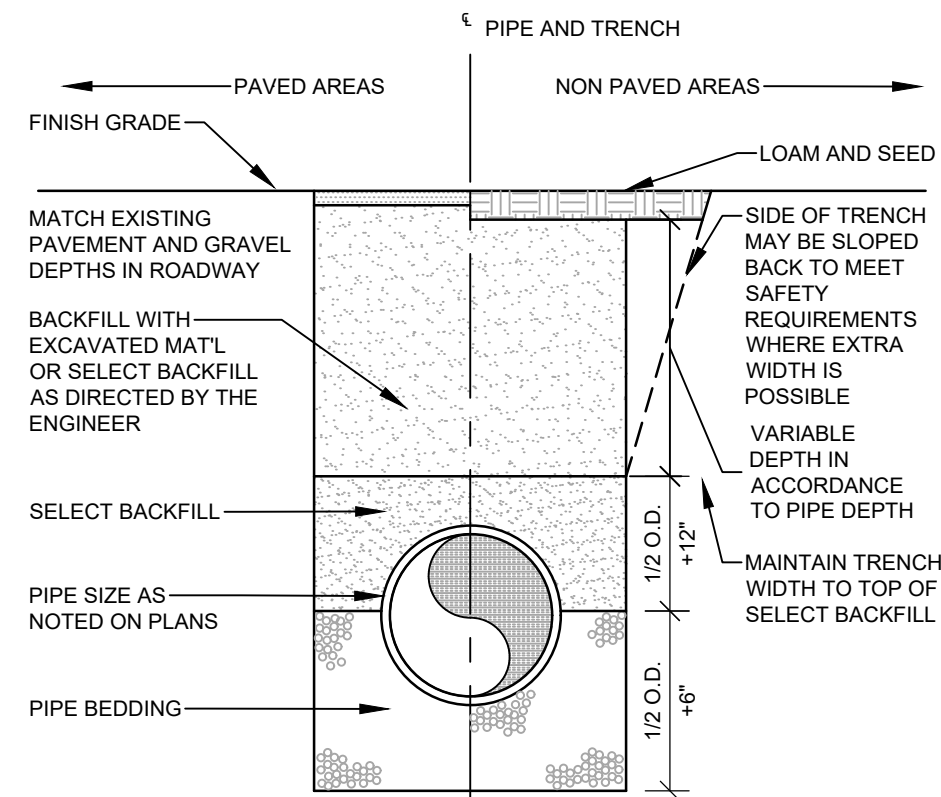 ℄ PIPE AND TRENCH
PAVED AREAS
NON PAVED AREAS
FINISH GRADE
LOAM AND SEED
MATCH EXISTING
PAVEMENT AND GRAVEL
DEPTHS IN ROADWAY
SIDE OF TRENCH
MAY BE SLOPED
BACK TO MEET
SAFETY
REQUIREMENTS
WHERE EXTRA
WIDTH IS
POSSIBLE
BACKFILL WITH
EXCAVATED MAT'L
OR SELECT BACKFILL
AS DIRECTED BY THE
ENGINEER
VARIABLE
DEPTH IN
ACCORDANCE
TO PIPE DEPTH
SELECT BACKFILL
1/2 O.D.
+12"
MAINTAIN TRENCH
WIDTH TO TOP OF
SELECT BACKFILL
PIPE SIZE AS
NOTED ON PLANS
1/2 O.D.
+6"
PIPE BEDDING